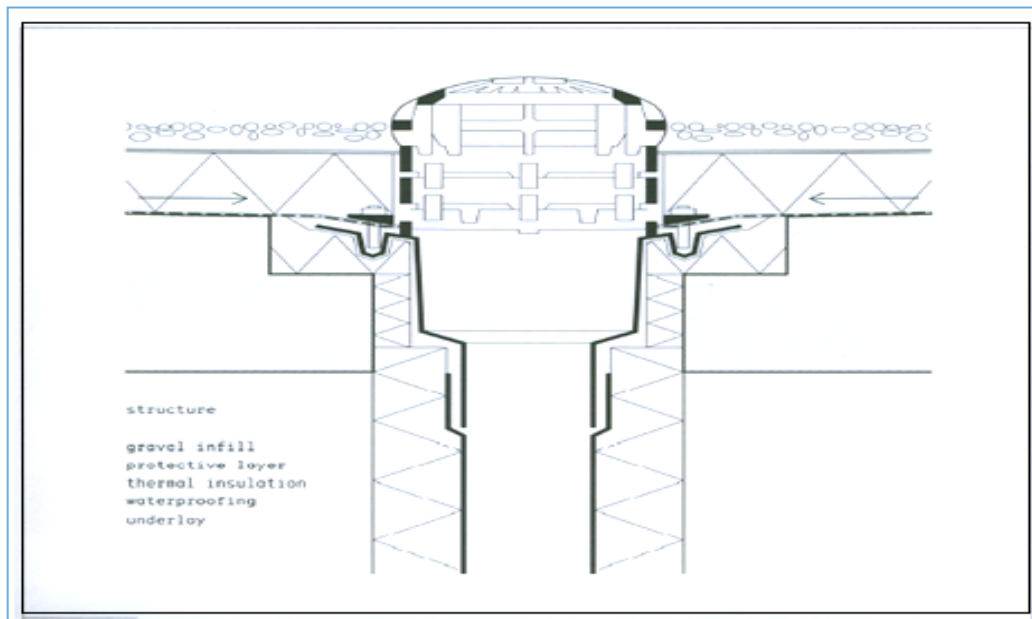 structure
gravel infill
protective layer
thermal insulation
waterproofing
underlay